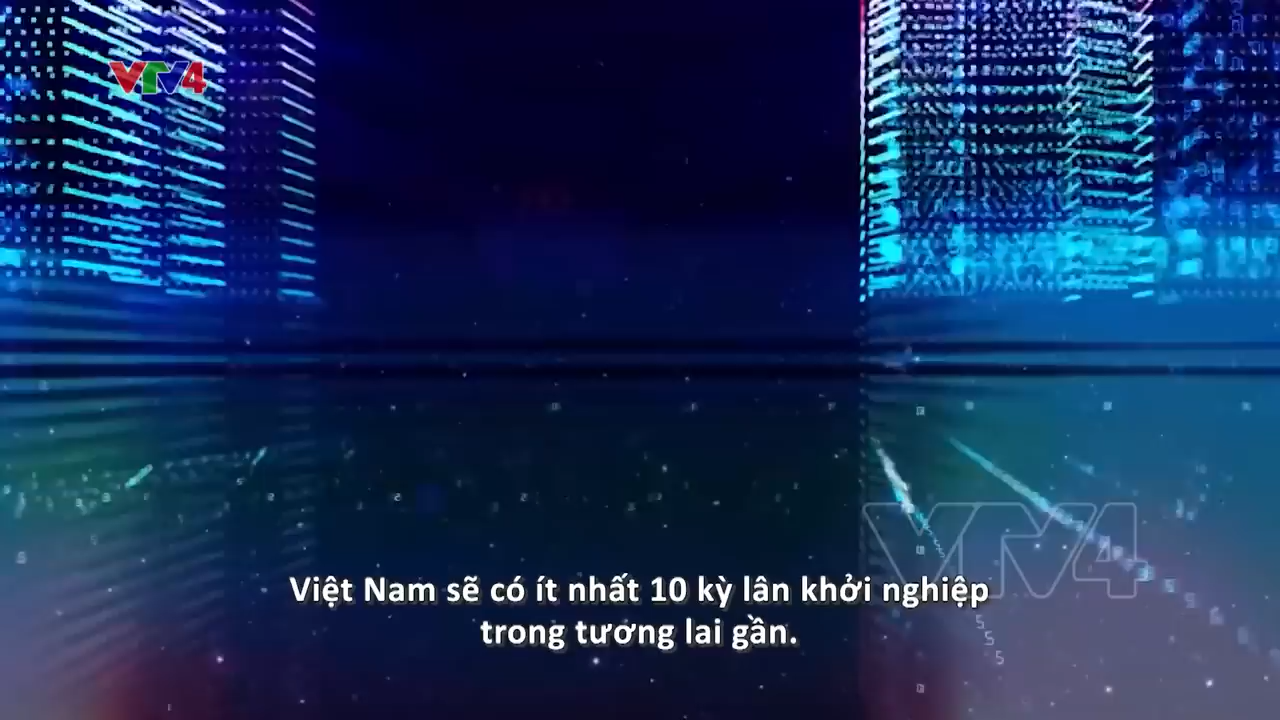 VTV4
VTV4
Việt Nam sẽ có ít nhất 10 kỳ lân khởi nghiệp
trong tương lai gần.